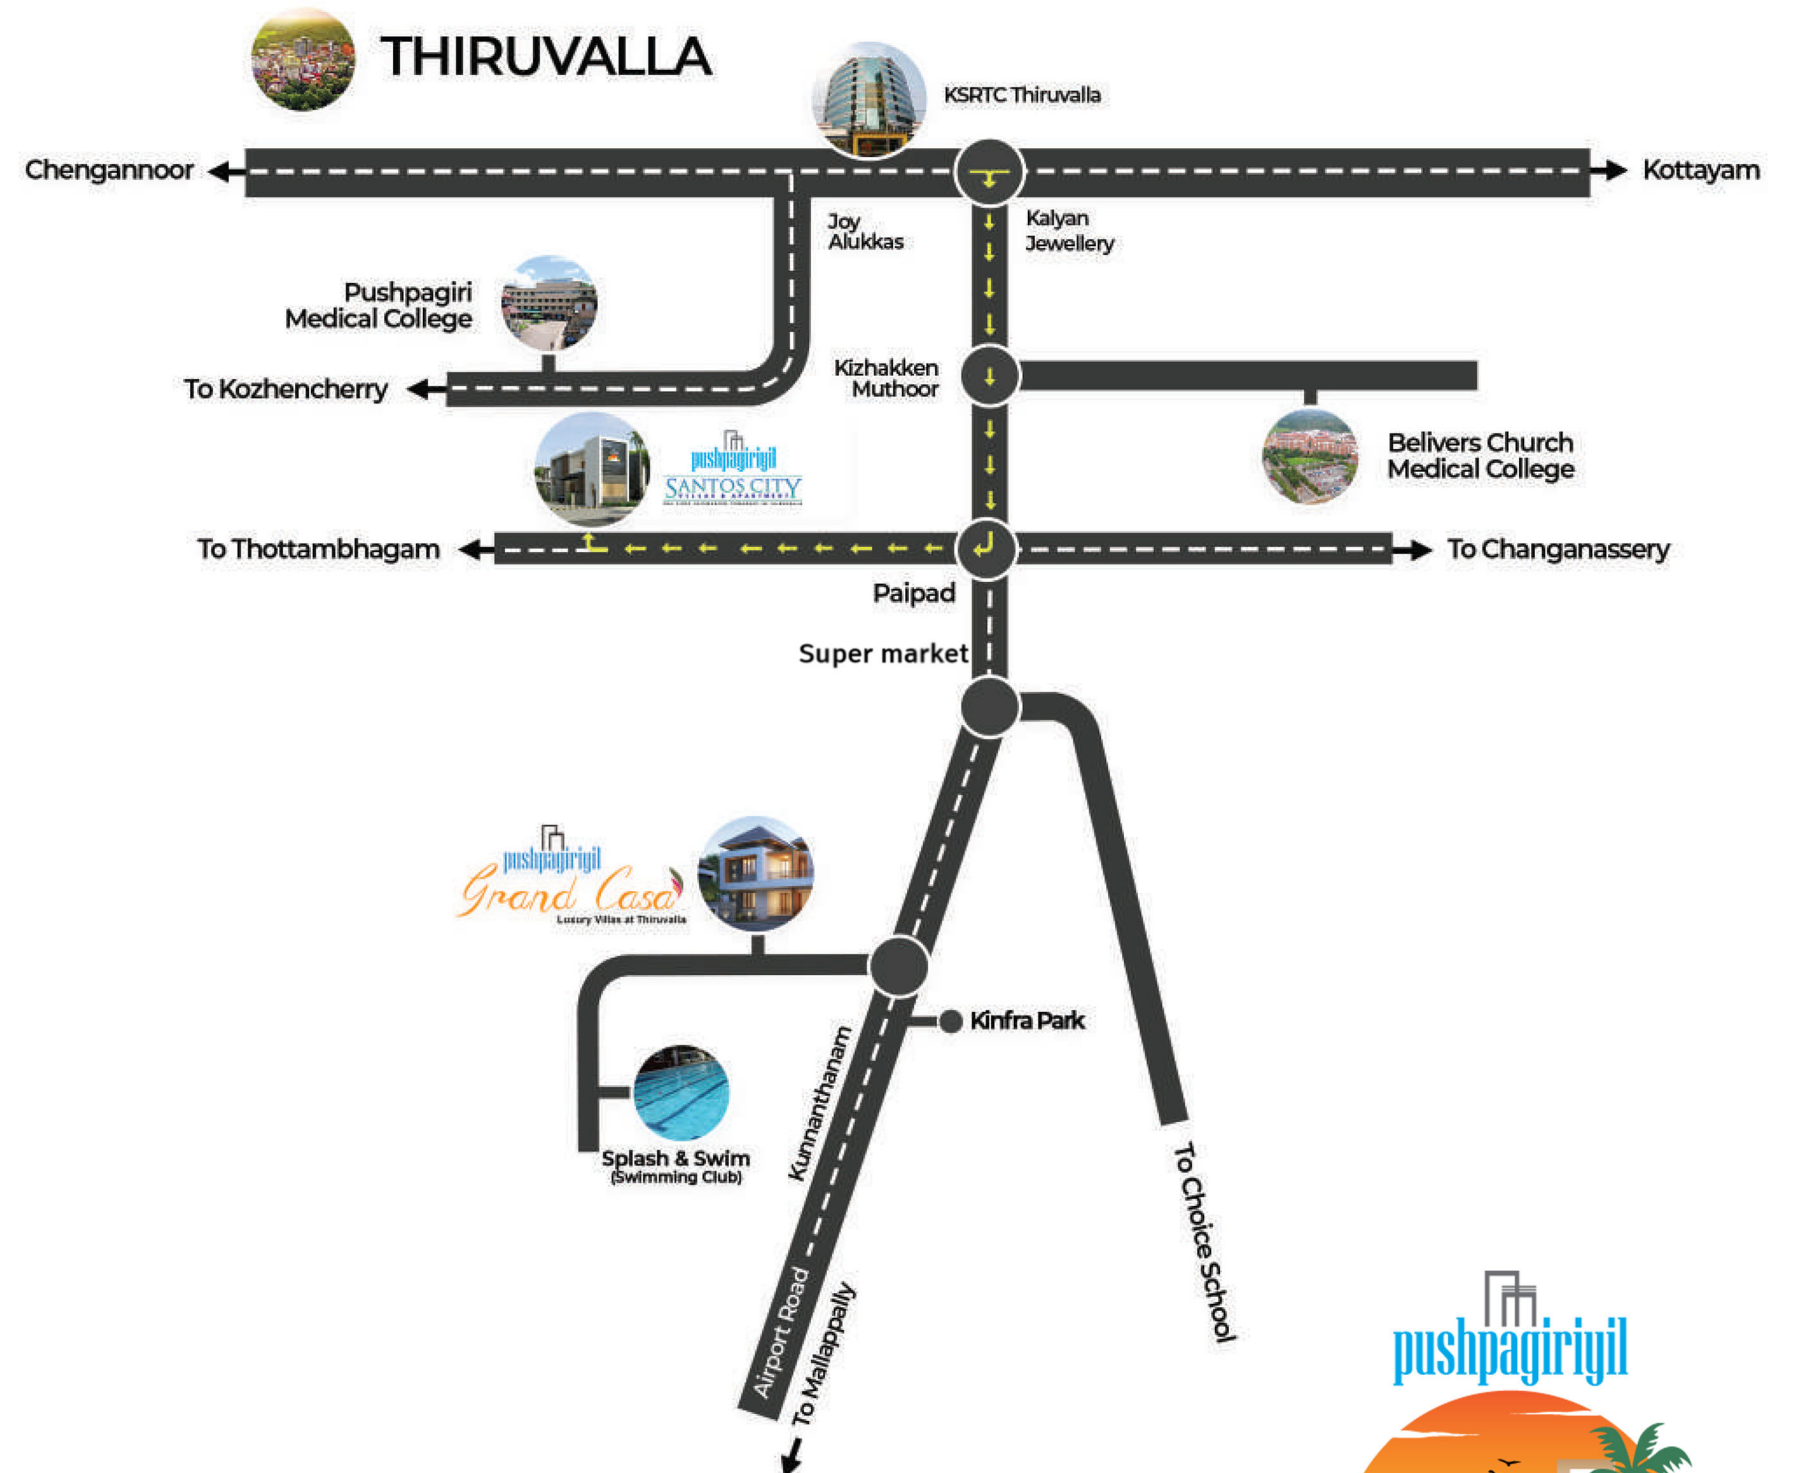 THIRUVALLA
KSRTC Thiruvalla
Chengannoor
Kottayam
Joy
Alukkas
Kalyan
Jewellery
Pushpagiri
Medical College
To Kozhencherry
Kizhakken
Muthoor
Belivers Church
Medical College
pushpagiriyil
SANTOS CITY
VILLAS & APARTMENT
To Thottambhagam
To Changanassery
Paipad
Super market
pushpagiriyil
Grand Casa
Luxury Villas at Thiruvalla
Kinfra Park
Kunnanthanam
Splash & Swim
(Swimming Club)
To Choice School
Airport Road
To Mallappally
pushpagiriyil